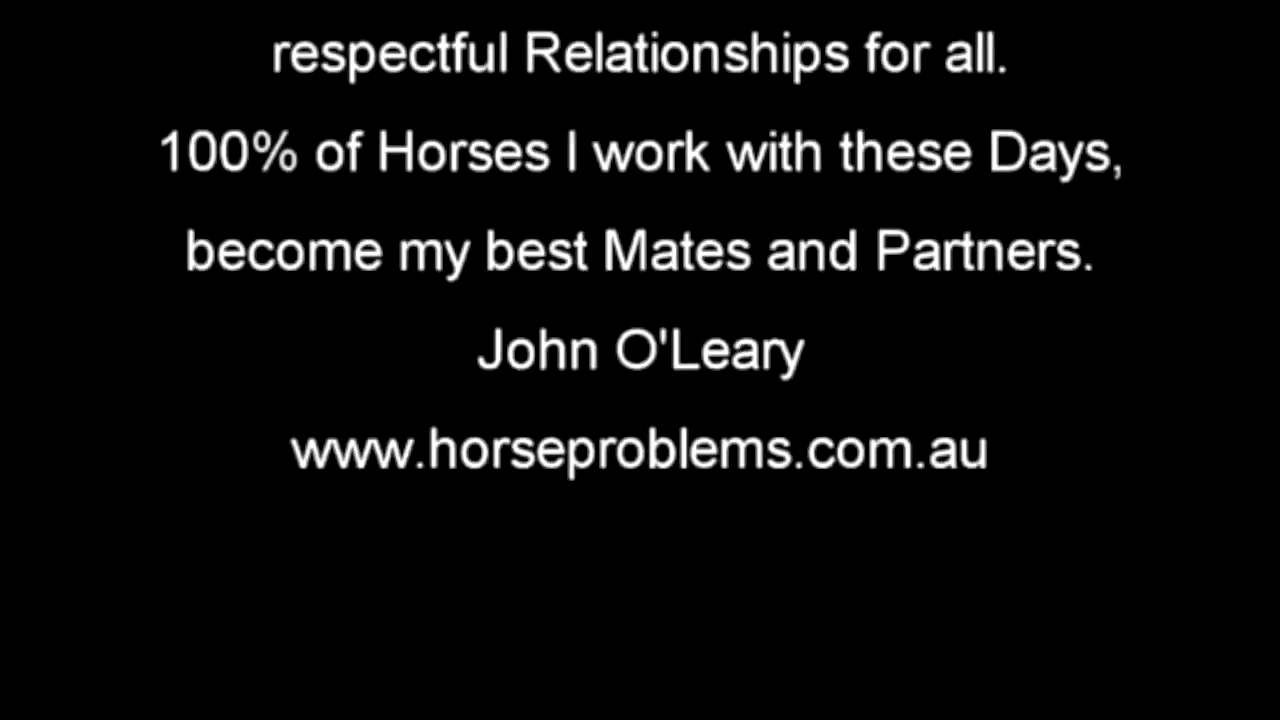 respectful Relationships for all.
100% of Horses I work with these Days,
become my best Mates and Partners.
John O'Leary
www.horseproblems.com.au